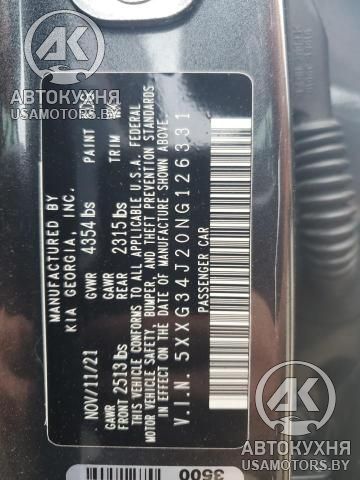 АВТОКУХНЯ
USAMOTORS.BY
MANUFACTURED BY
KIA GEORGIA, INC.
NOV/11/21
GVWR 4354 lbs
PAINT
GAWR FRONT 2513 lbs
GAWR REAR 2315 lbs
TRIM
THIS VEHICLE CONFORMS TO ALL APPLICABLE U.S.A. FEDERAL
MOTOR VEHICLE SAFETY, BUMPER, AND THEFT PREVENTION STANDARDS
IN EFFECT ON THE DATE OF MANUFACTURE SHOWN ABOVE.
V.I.N. 5XXG34J20NG126331
PASSENGER CAR
3500
АВТОКУХНЯ
USAMOTORS.BY